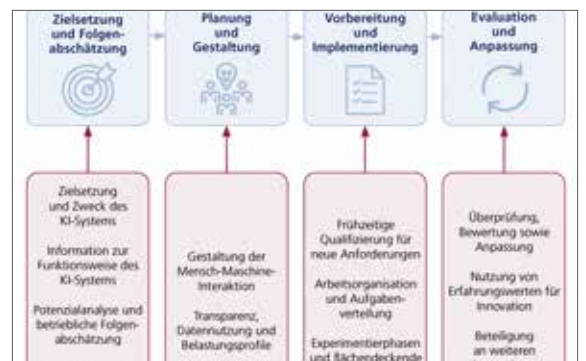 Zielsetzung
und Folgen-
abschätzung
Planung
und
Gestaltung
Vorbereitung
und
Implementierung
Evaluation
und
Anpassung
Zielsetzung
und Zweck des
KI-Systems
Information zur
Funktionsweise des
KI-Systems
Potenzialanalyse und
betriebliche Folgen-
abschätzung
Gestaltung der
Mensch-Maschine-
Interaktion
Transparenz,
Datennutzung und
Belastungsprofile
Frühzeitige
Qualifizierung für
neue Anforderungen
Arbeitsorganisation
und Aufgaben-
verteilung
Experimentierphasen
und flächendeckende
Überprüfung,
Bewertung sowie
Anpassung
Nutzung von
Erfahrungswerten für
Innovation
Beteiligung
an weiteren